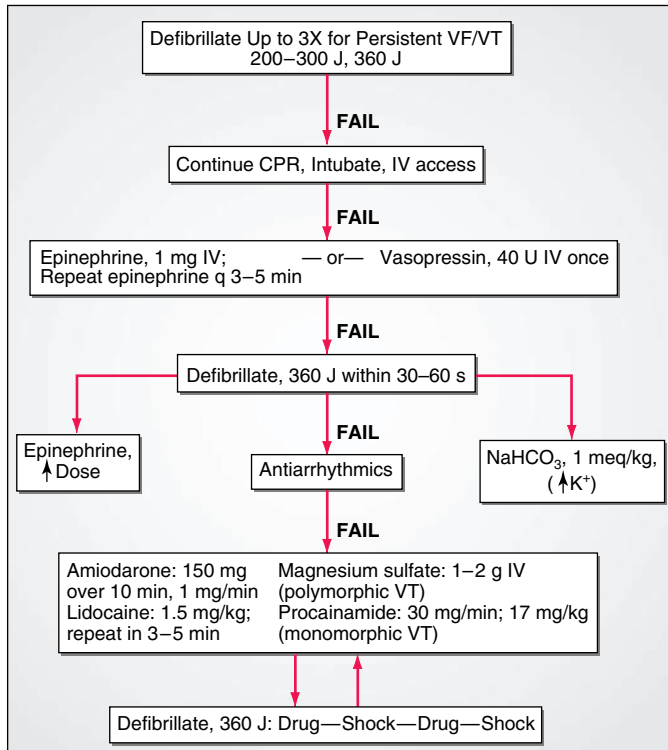 Defibrillate Up to 3X for Persistent VF/VT
200–300 J, 360 J
FAIL
Continue CPR, Intubate, IV access
FAIL
Epinephrine, 1 mg IV; — or— Vasopressin, 40 U IV once
Repeat epinephrine q 3–5 min
FAIL
Defibrillate, 360 J within 30–60 s
Epinephrine,
↑Dose
FAIL
Antiarrhythmics
NaHCO₃, 1 meq/kg,
(↑K⁺)
FAIL
Amiodarone: 150 mg
over 10 min, 1 mg/min
Lidocaine: 1.5 mg/kg;
repeat in 3–5 min
Magnesium sulfate: 1–2 g IV
(polymorphic VT)
Procainamide: 30 mg/min; 17 mg/kg
(monomorphic VT)
Defibrillate, 360 J: Drug—Shock—Drug—Shock